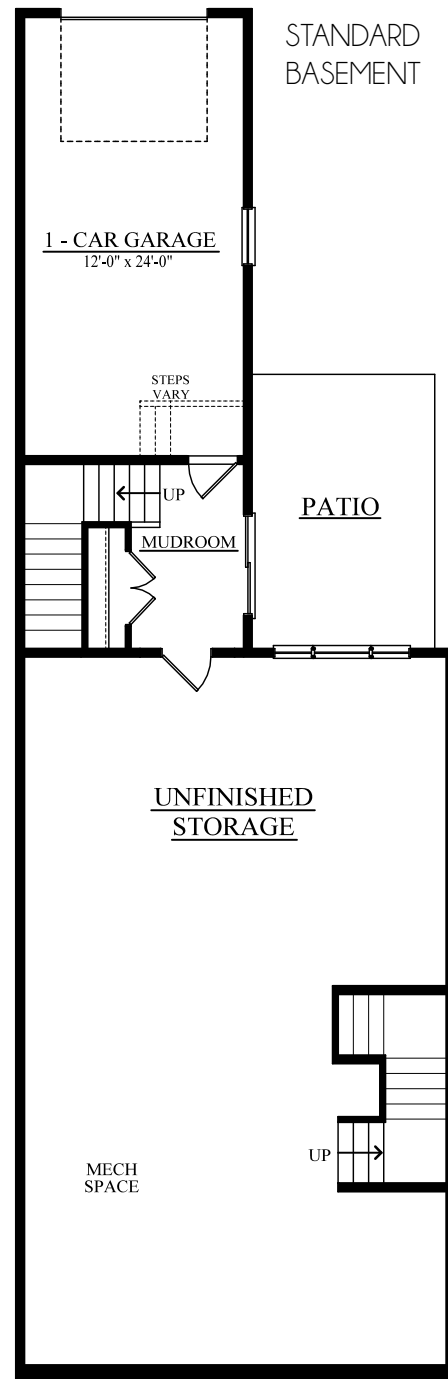 STANDARD
BASEMENT
1 - CAR GARAGE
12'-0" x 24'-0"
STEPS
VARY
UP
MUDROOM
PATIO
UNFINISHED
STORAGE
UP
MECH
SPACE